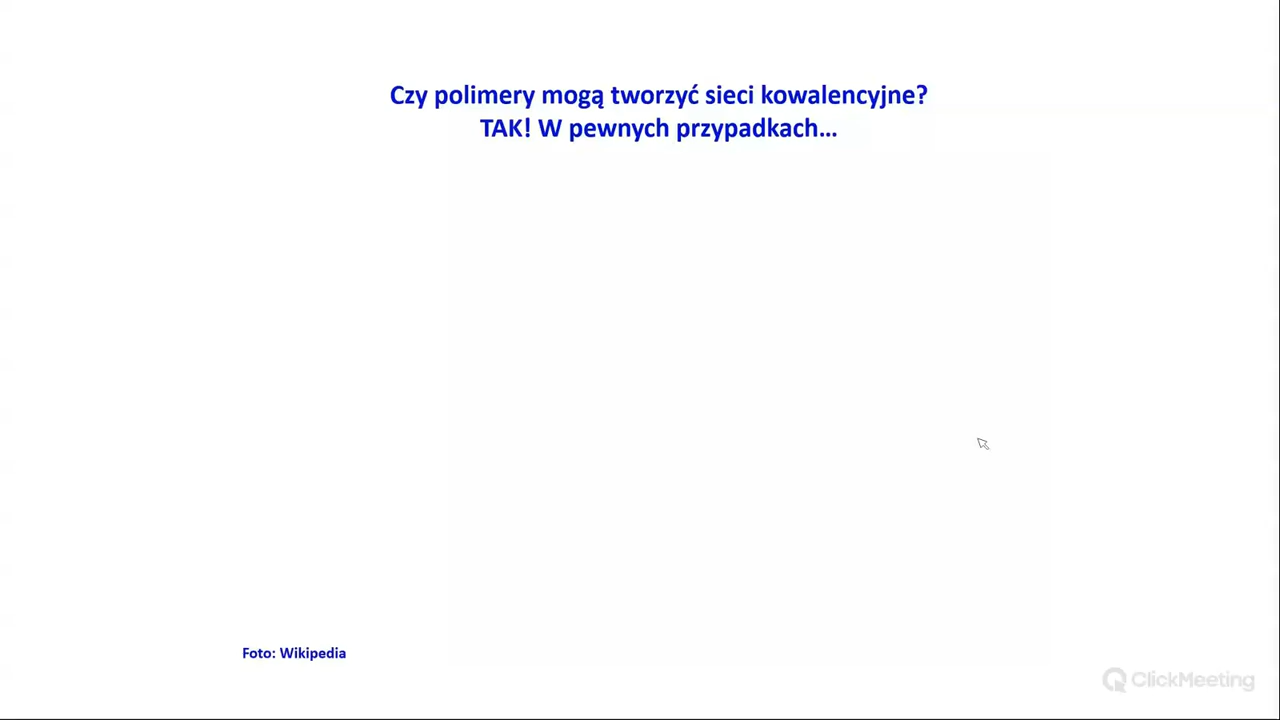 Czy polimery mogą tworzyć sieci kowalencyjne?
TAK! W pewnych przypadkach...
Foto: Wikipedia
ClickMeeting